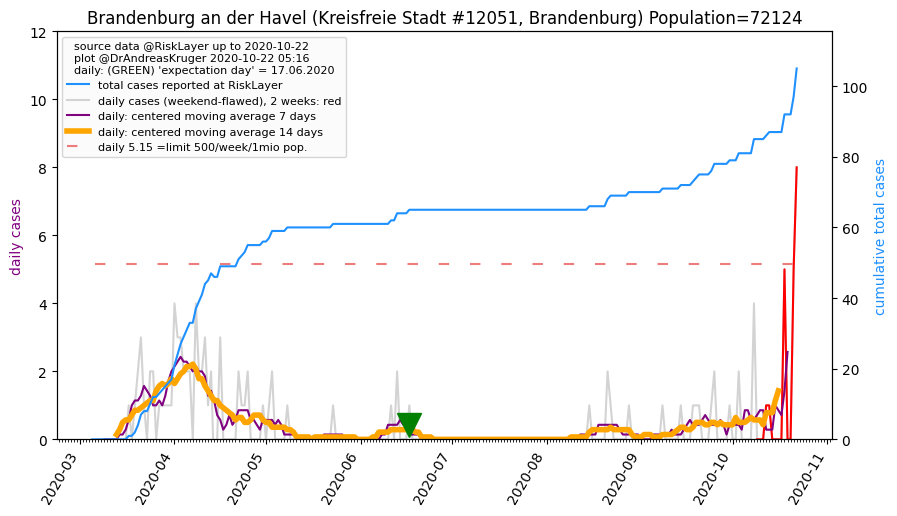 Brandenburg an der Havel (Kreisfreie Stadt #12051, Brandenburg) Population=72124
source data @RiskLayer up to 2020-10-22
plot @DrAndreasKruger 2020-10-22 05:16
daily: (GREEN) 'expectation day' = 17.06.2020
total cases reported at RiskLayer
daily cases (weekend-flawed), 2 weeks: red
daily: centered moving average 7 days
daily: centered moving average 14 days
daily 5.15 =limit 500/week/1mio pop.
daily cases
12
10
8
6
4
2
0
cumulative total cases
100
80
60
40
20
0
2020-03
2020-04
2020-05
2020-06
2020-07
2020-08
2020-09
2020-10
2020-11